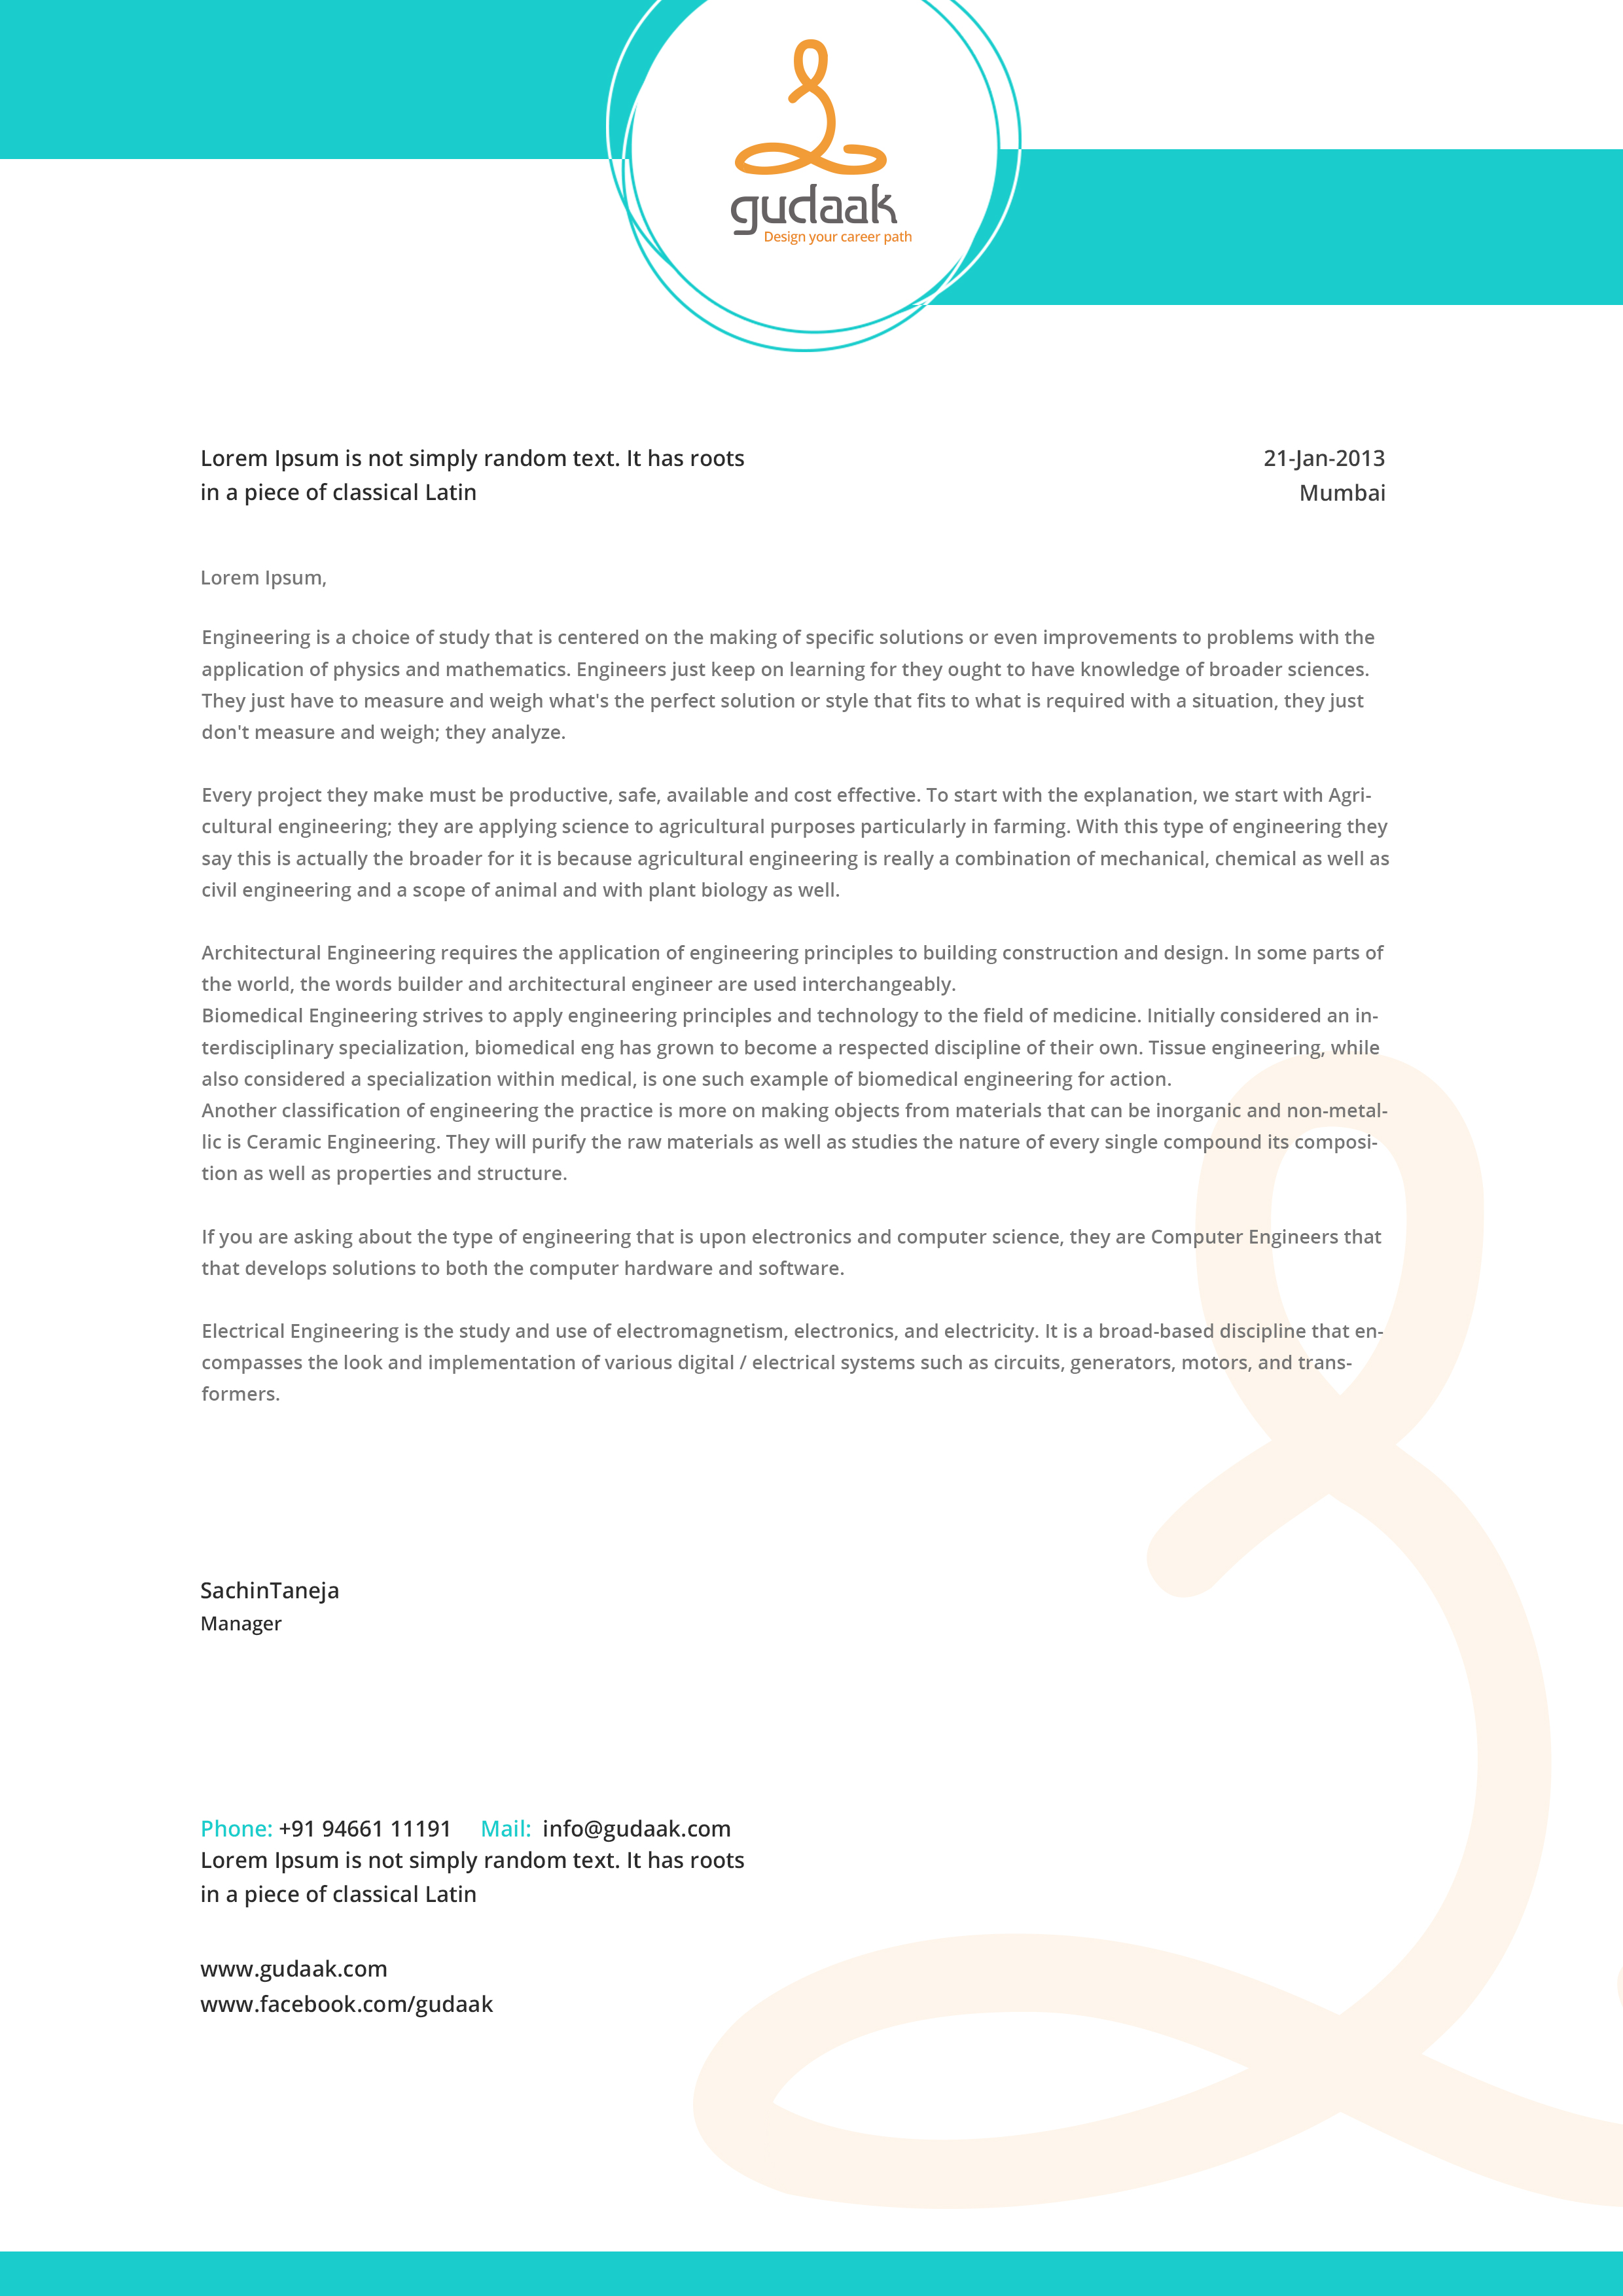 gudaak
Design your career path
Lorem Ipsum is not simply random text. It has roots
in a piece of classical Latin
21-Jan-2013
Mumbai
Lorem Ipsum,
Engineering is a choice of study that is centered on the making of specific solutions or even improvements to problems with the
application of physics and mathematics. Engineers just keep on learning for they ought to have knowledge of broader sciences.
They just have to measure and weigh what's the perfect solution or style that fits to what is required with a situation, they just
don't measure and weigh; they analyze.
Every project they make must be productive, safe, available and cost effective. To start with the explanation, we start with Agri-
cultural engineering; they are applying science to agricultural purposes particularly in farming. With this type of engineering they
say this is actually the broader for it is because agricultural engineering is really a combination of mechanical, chemical as well as
civil engineering and a scope of animal and with plant biology as well.
Architectural Engineering requires the application of engineering principles to building construction and design. In some parts of
the world, the words builder and architectural engineer are used interchangeably.
Biomedical Engineering strives to apply engineering principles and technology to the field of medicine. Initially considered an in-
terdisciplinary specialization, biomedical eng has grown to become a respected discipline of their own. Tissue engineering, while
also considered a specialization within medical, is one such example of biomedical engineering for action.
Another classification of engineering the practice is more on making objects from materials that can be inorganic and non-metal-
lic is Ceramic Engineering. They will purify the raw materials as well as studies the nature of every single compound its composi-
tion as well as properties and structure.
If you are asking about the type of engineering that is upon electronics and computer science, they are Computer Engineers that
that develops solutions to both the computer hardware and software.
Electrical Engineering is the study and use of electromagnetism, electronics, and electricity. It is a broad-based discipline that en-
compasses the look and implementation of various digital / electrical systems such as circuits, generators, motors, and trans-
formers.
SachinTaneja
Manager
Phone: +91 94661 11191 Mail: info@gudaak.com
Lorem Ipsum is not simply random text. It has roots
in a piece of classical Latin
www.gudaak.com
www.facebook.com/gudaak